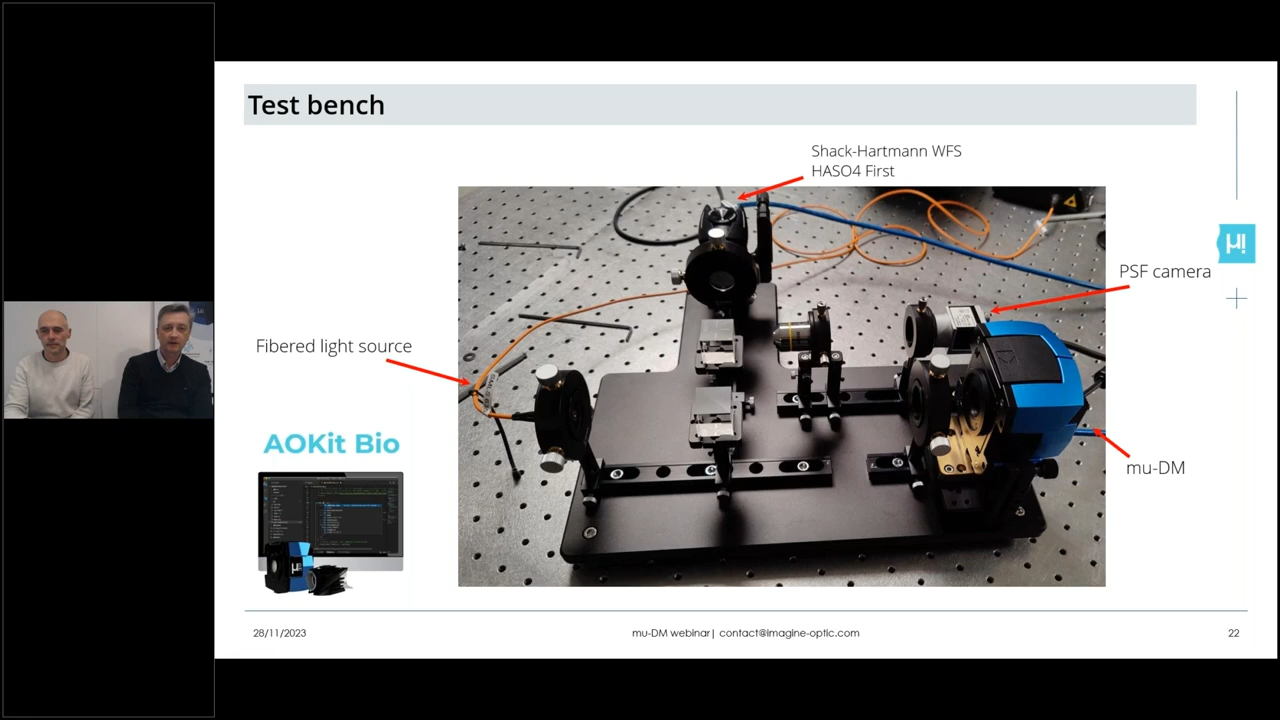 Test bench
Shack-Hartmann WFS
HASO4 First
PSF camera
Fibered light source
AOKit Bio
mu-DM
28/11/2023
mu-DM webinar| contact@imagine-optic.com
22